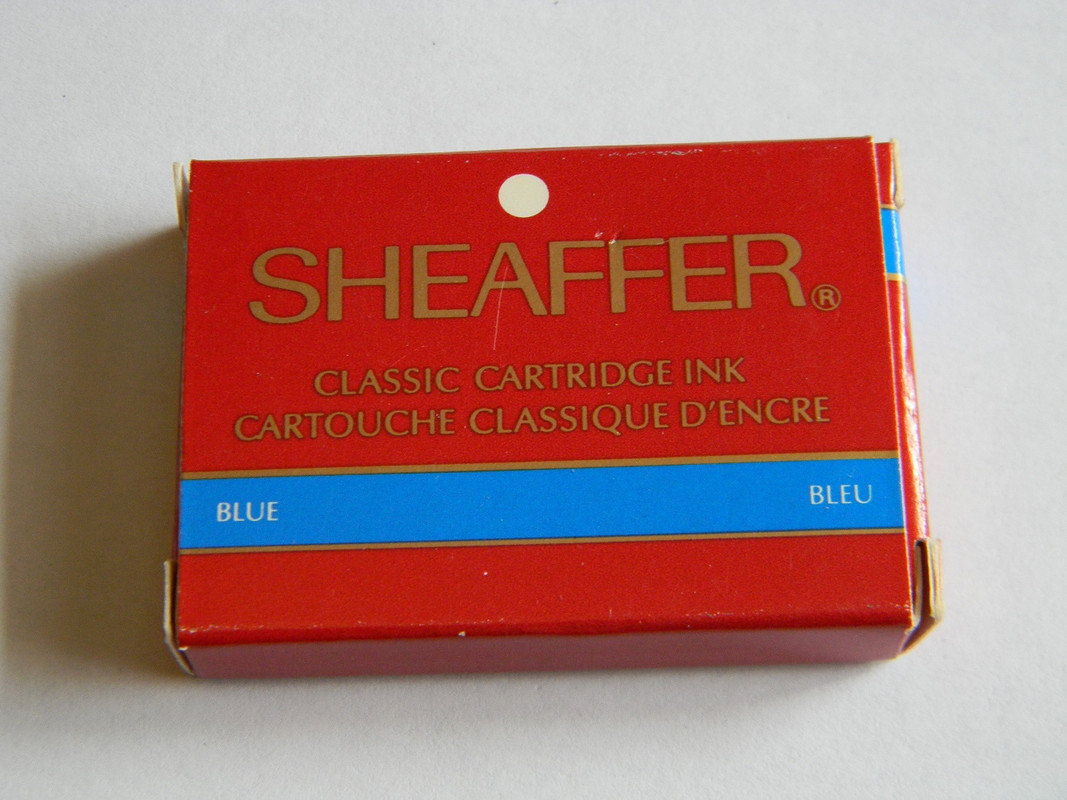 SHEAFFER®
CLASSIC CARTRIDGE INK
CARTOUCHE CLASSIQUE D'ENCRE
BLUE BLEU